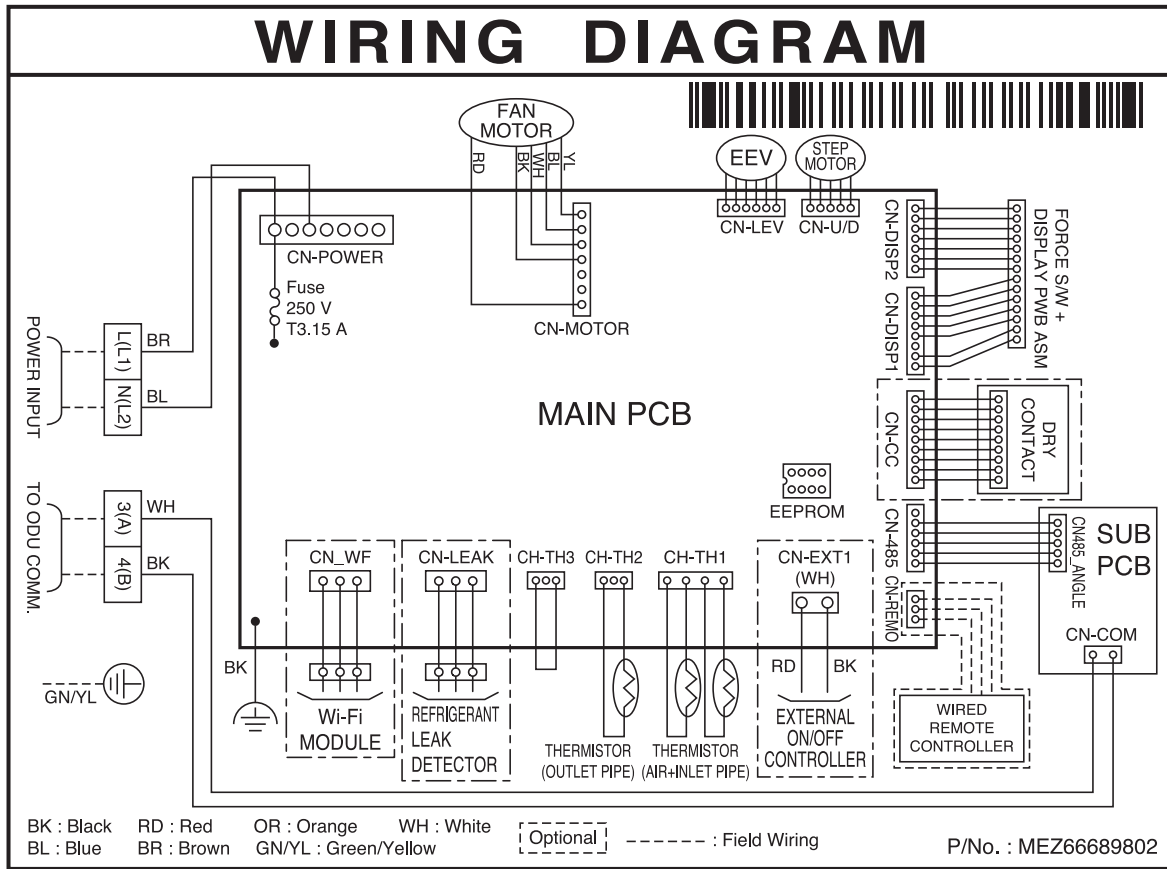 WIRING DIAGRAM
FAN
MOTOR
RD
BK
WH
BL
YL
EEV
STEP
MOTOR
CN-LEV
CN-U/D
CN-POWER
Fuse
250 V
T3.15 A
CN-MOTOR
CN-DISP2
CN-DISP1
FORCE S/W +
DISPLAY PWB ASM
POWER INPUT
L(L1)
BR
N(L2)
BL
MAIN PCB
CN-CC
DRY
CONTACT
EEPROM
TO ODU COMM.
3(A)
WH
4(B)
BK
CN-485
CN485_ANGLE
SUB
PCB
CN-REMO
CN-COM
CN_WF
CN-LEAK
CH-TH3
CH-TH2
CH-TH1
CN-EXT1
(WH)
BK
RD
BK
GN/YL
Wi-Fi
MODULE
REFRIGERANT
LEAK
DETECTOR
THERMISTOR
(OUTLET PIPE)
THERMISTOR
(AIR+INLET PIPE)
EXTERNAL
ON/OFF
CONTROLLER
WIRED
REMOTE
CONTROLLER
BK : Black RD : Red OR : Orange WH : White
BL : Blue BR : Brown GN/YL : Green/Yellow
Optional
: Field Wiring
P/No. : MEZ66689802